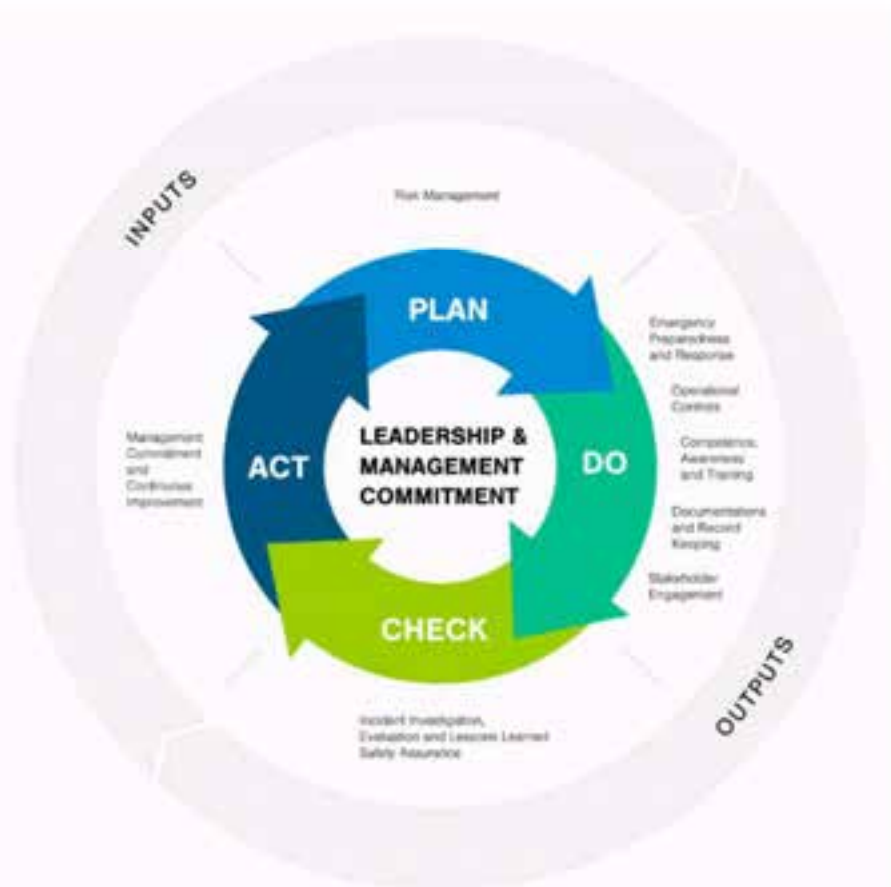 INPUTS
Risk Management
PLAN
Emergency
Preparedness
and Response
Operational
Controls
Competence,
Awareness
and Training
Documentations
and Record
Keeping
Stakeholder
Engagement
DO
LEADERSHIP &
MANAGEMENT
COMMITMENT
ACT
Management
Commitment
and
Continuous
Improvement
CHECK
Incident Investigation,
Evaluation and Lessons Learned
Safety Assurance
OUTPUTS